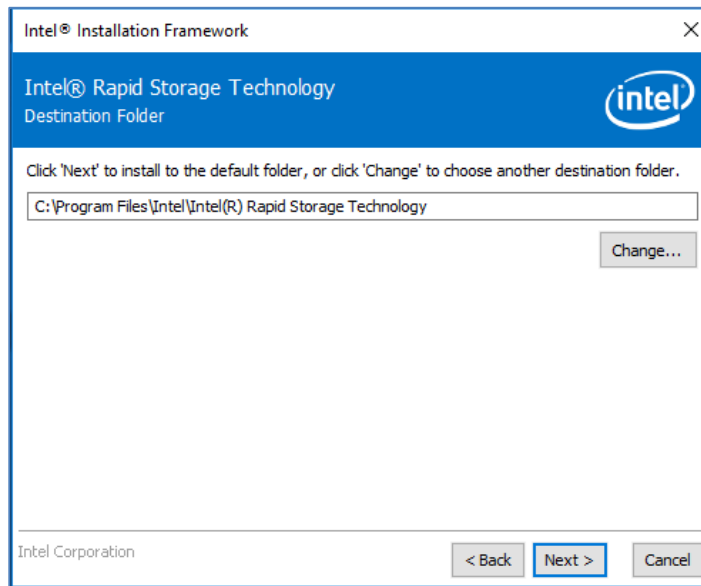 Intel® Installation Framework
Intel® Rapid Storage Technology
Destination Folder
intel
Click 'Next' to install to the default folder, or click 'Change' to choose another destination folder.
C:\Program Files\Intel\Intel(R) Rapid Storage Technology
Change...
Intel Corporation
< Back Next > Cancel